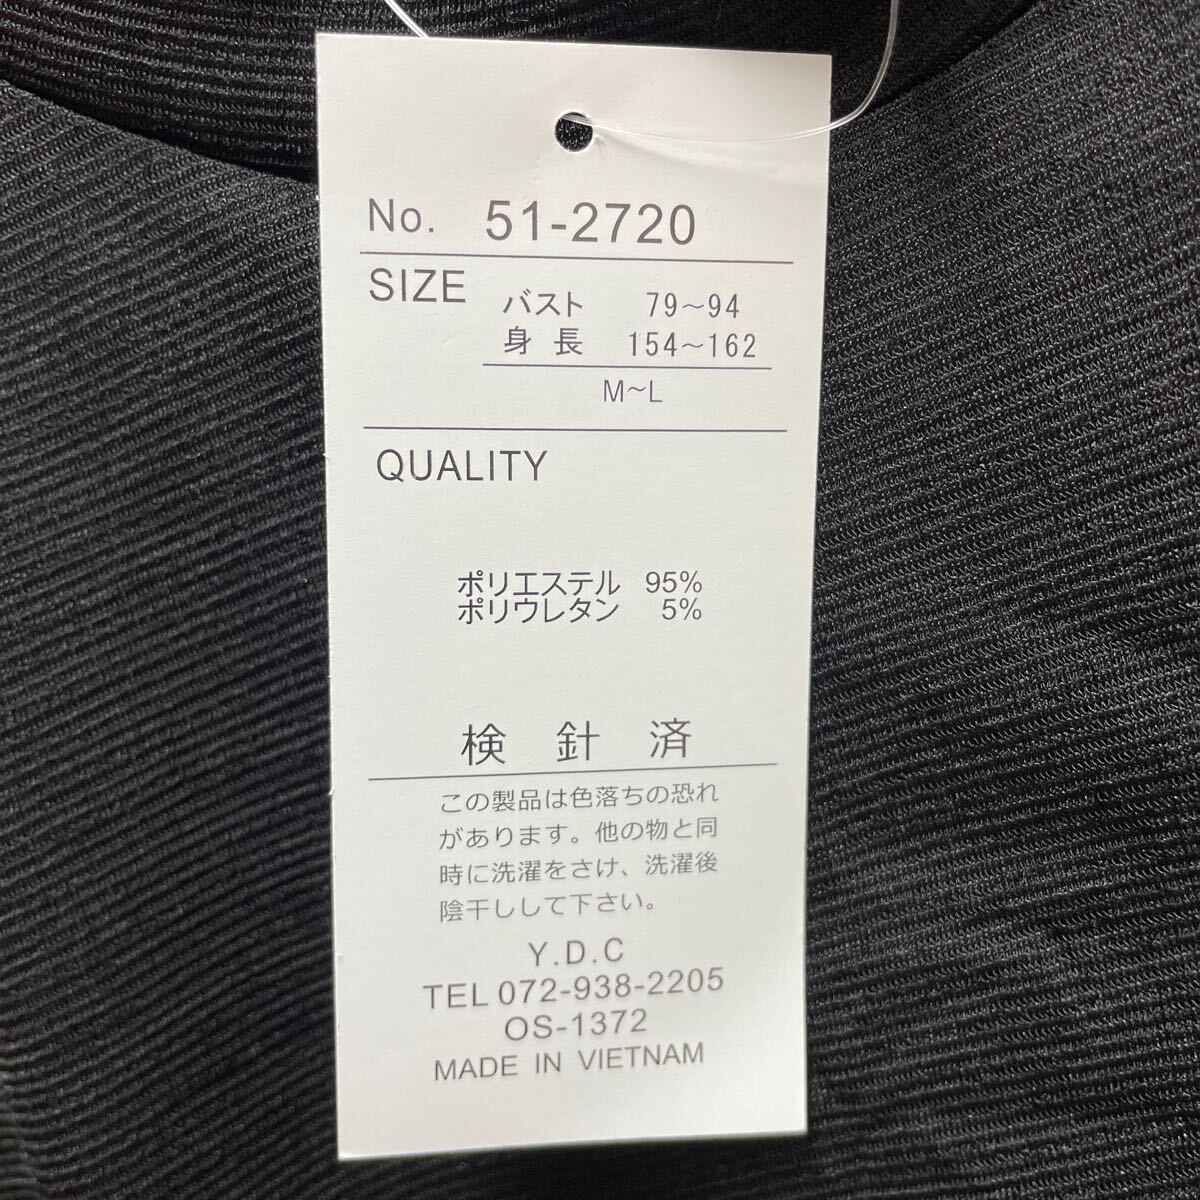 No. 51-2720
SIZE
バスト 79～94
身長 154～162
M～L
QUALITY
ポリエステル 95%
ポリウレタン 5%
検針済
この製品は色落ちの恐れ
があります。他の物と同
時に洗濯をさけ、洗濯後
陰干しして下さい。
Y.D.C
TEL 072-938-2205
OS-1372
MADE IN VIETNAM